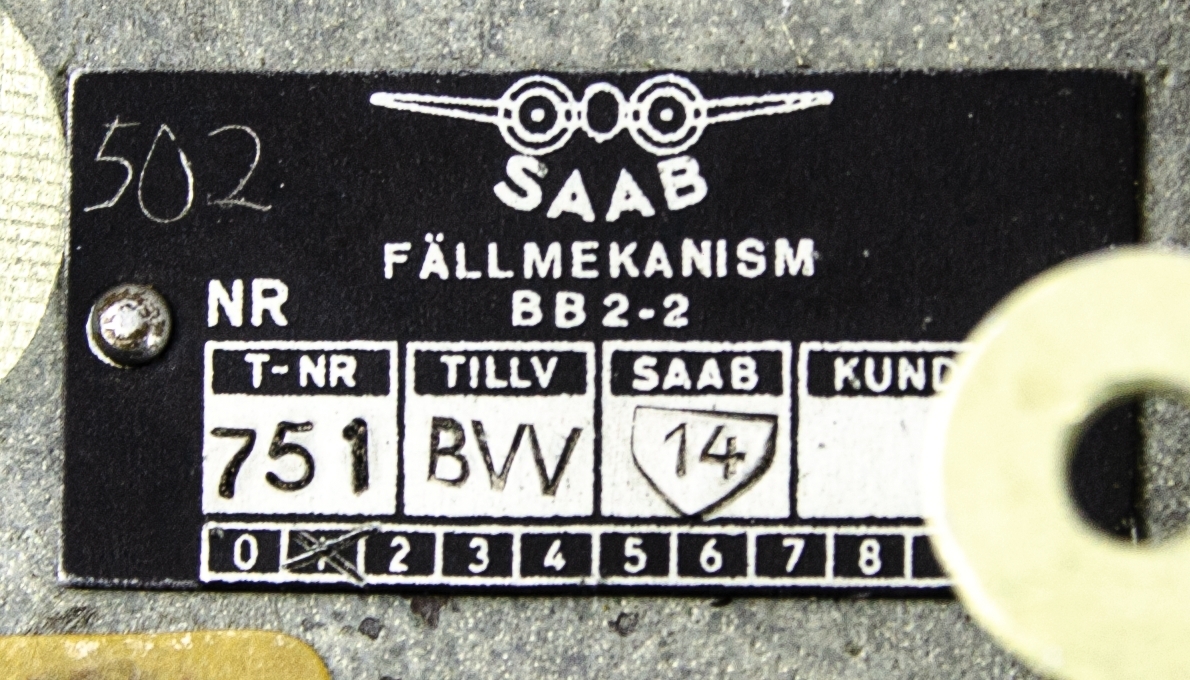 502
SAAB
FÄLLMEKANISM
NR BB2-2
T-NR TILLV SAAB KUND
751 BVV 14
0 2 3 4 5 6 7 8